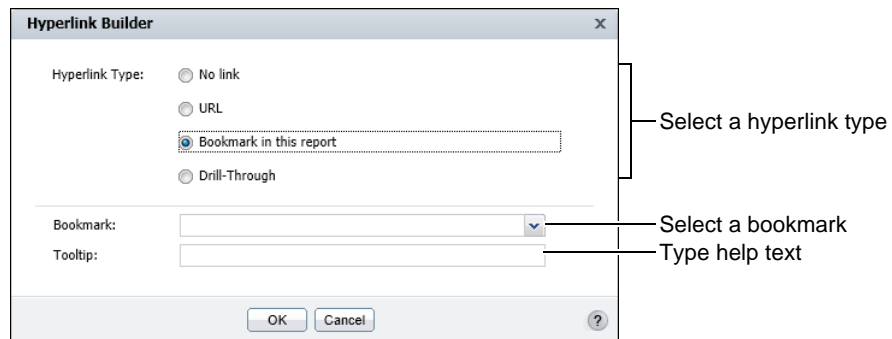 Hyperlink Builder x
Hyperlink Type: No link
URL
Bookmark in this report
Drill-Through
Select a hyperlink type
Bookmark:
Select a bookmark
Tooltip:
Type help text
OK Cancel ?